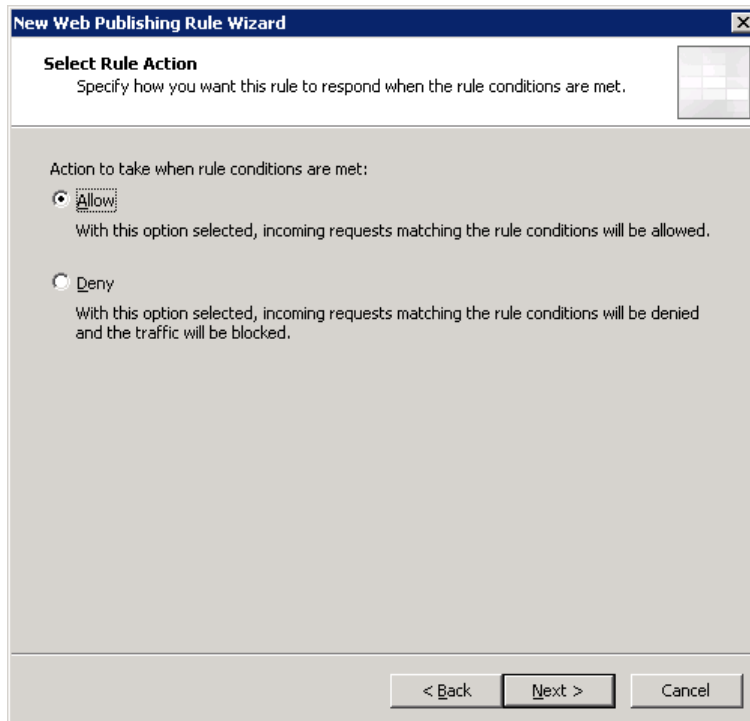 New Web Publishing Rule Wizard
Select Rule Action
Specify how you want this rule to respond when the rule conditions are met.
Action to take when rule conditions are met:
Allow
With this option selected, incoming requests matching the rule conditions will be allowed.
Deny
With this option selected, incoming requests matching the rule conditions will be denied
and the traffic will be blocked.
< Back Next > Cancel